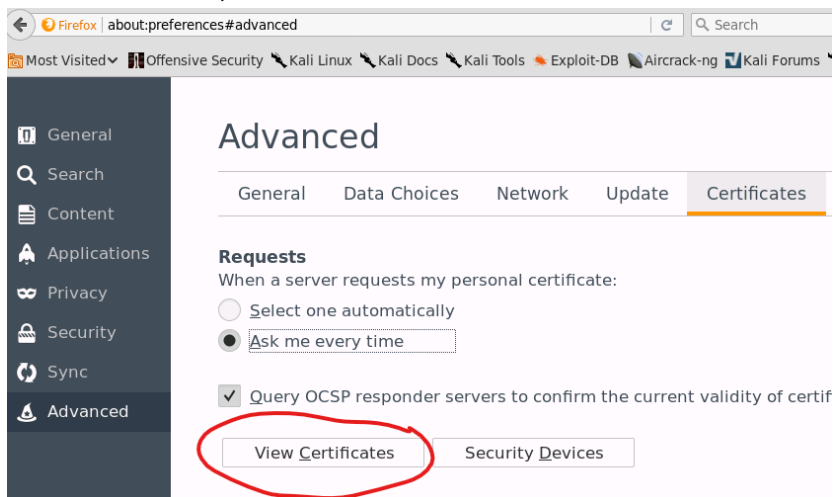 Firefox about:preferences#advanced Search
Most Visited Offensive Security Kali Linux Kali Docs Kali Tools Exploit-DB Aircrack-ng Kali Forums
General
Search
Content
Applications
Privacy
Security
Sync
Advanced
Advanced
General Data Choices Network Update Certificates
Requests
When a server requests my personal certificate:
Select one automatically
Ask me every time
Query OCSP responder servers to confirm the current validity of certif
View Certificates Security Devices